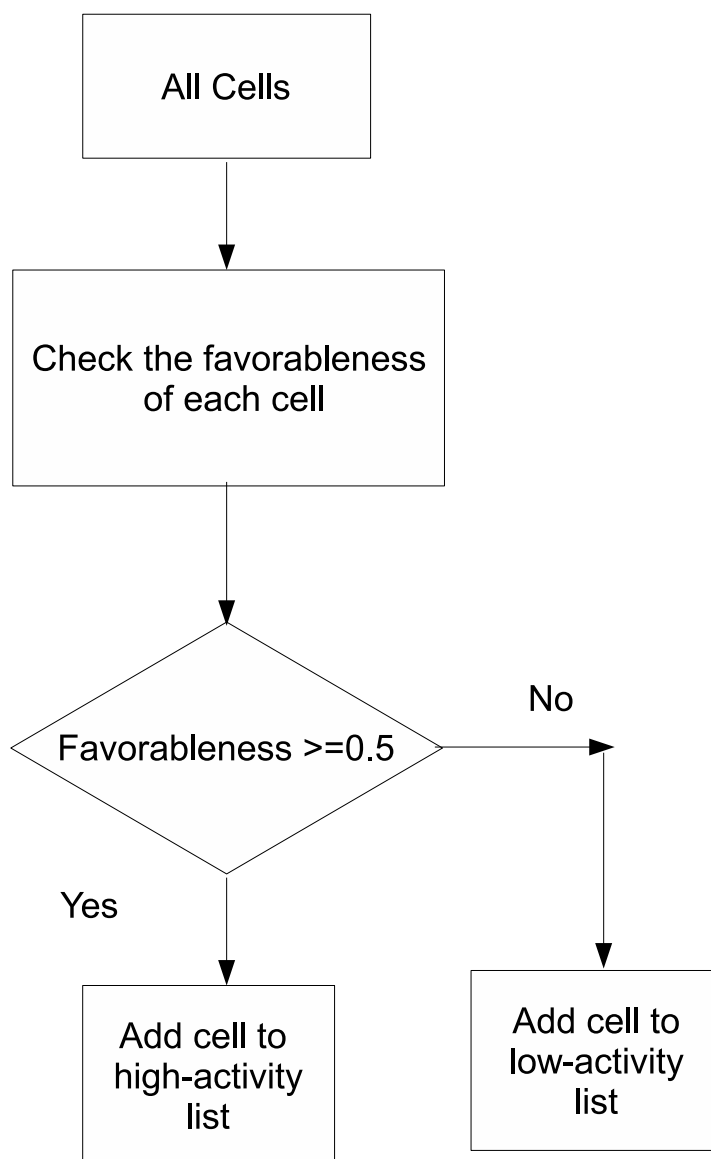 All Cells
Check the favorableness
of each cell
Favorableness >=0.5
No
Yes
Add cell to
high-activity
list
Add cell to
low-activity
list